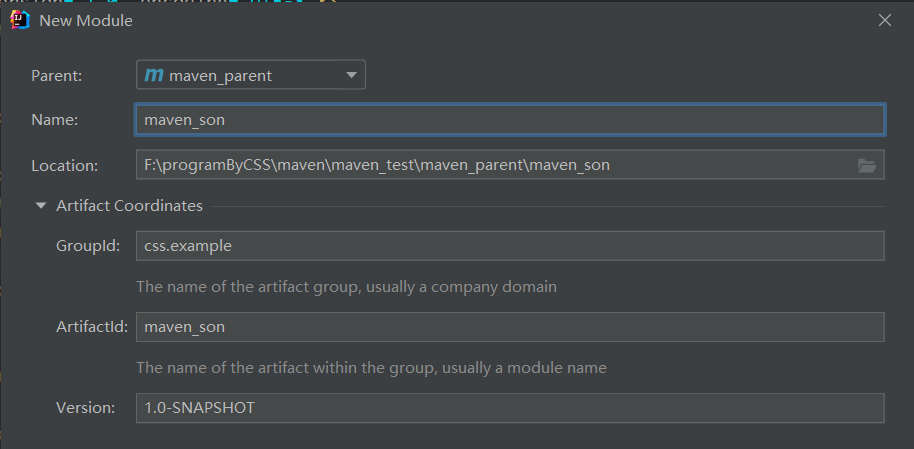 New Module
Parent: maven_parent
Name: maven_son
Location: F:\programByCSS\maven\maven_test\maven_parent\maven_son
Artifact Coordinates
GroupId: css.example
The name of the artifact group, usually a company domain
ArtifactId: maven_son
The name of the artifact within the group, usually a module name
Version: 1.0-SNAPSHOT